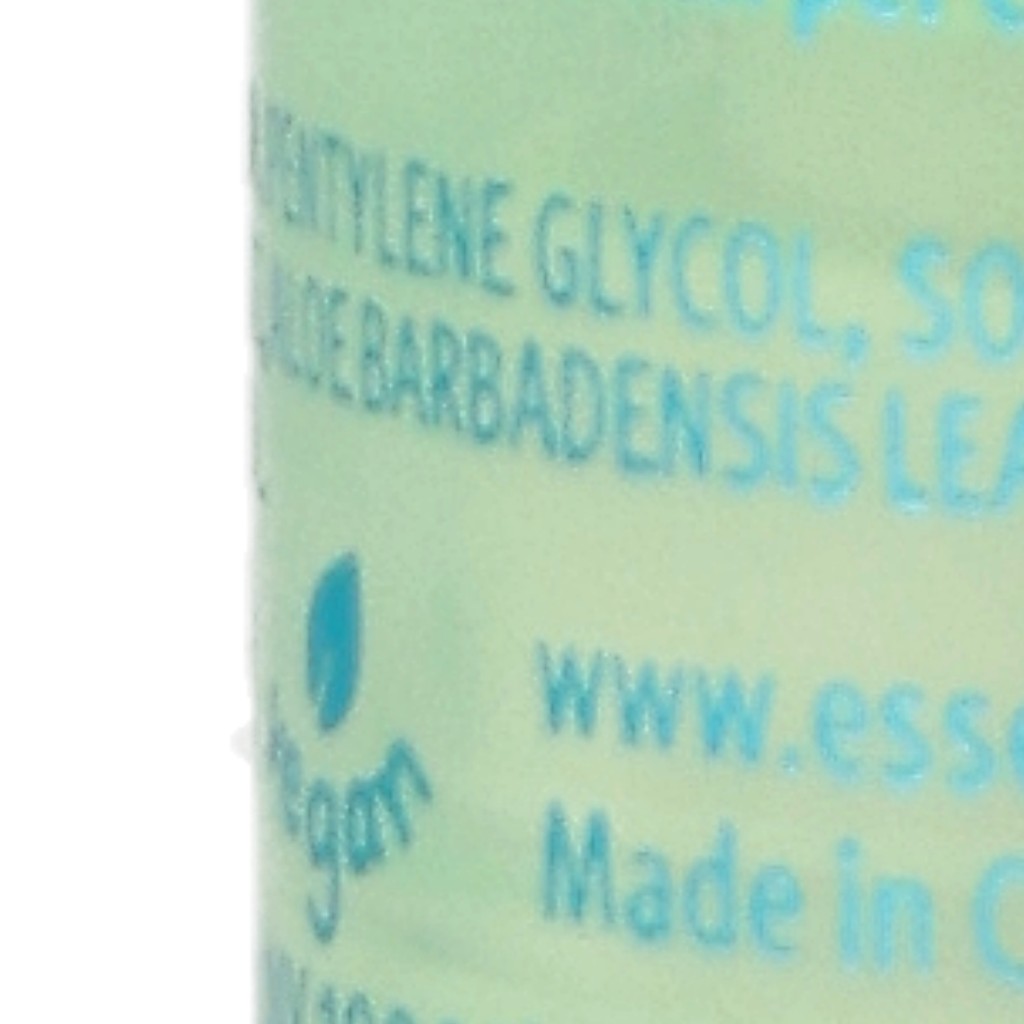 PENTYLENE GLYCOL, SO
ALOE BARBADENSIS LEA
vegan
www.esse
Made in C